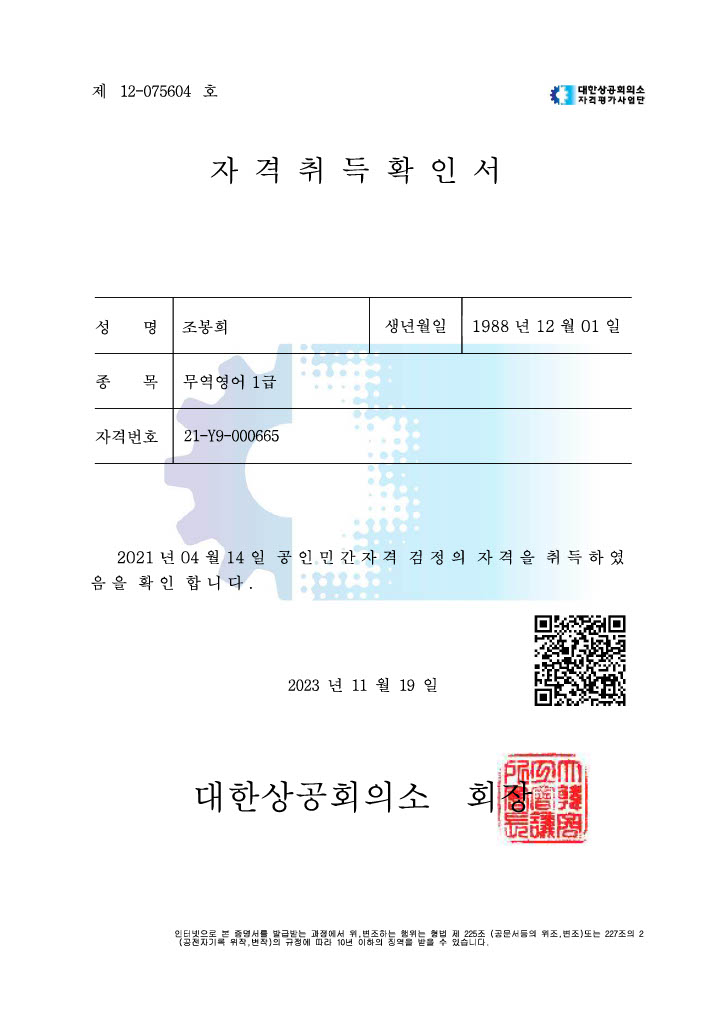 제 12-075604 호
대한상공회의소
자격평가사업단
자격취득확인서
성 명 조봉희 생년월일 1988 년 12 월 01 일
종 목 무역영어 1급
자격번호 21-Y9-000665
2021 년 04 월 14 일 공인민간자격 검정의 자격을 취득하였
음을 확인 합니다.
2023 년 11 월 19 일
대한상공회의소 회장
인터넷으로 본 증명서를 발급받는 과정에서 위,변조하는 행위는 형법 제 225조 (공문서등의 위조,변조)또는 227조의 2
(공전자기록 위작,변작)의 규정에 따라 10년 이하의 징역을 받을 수 있습니다.